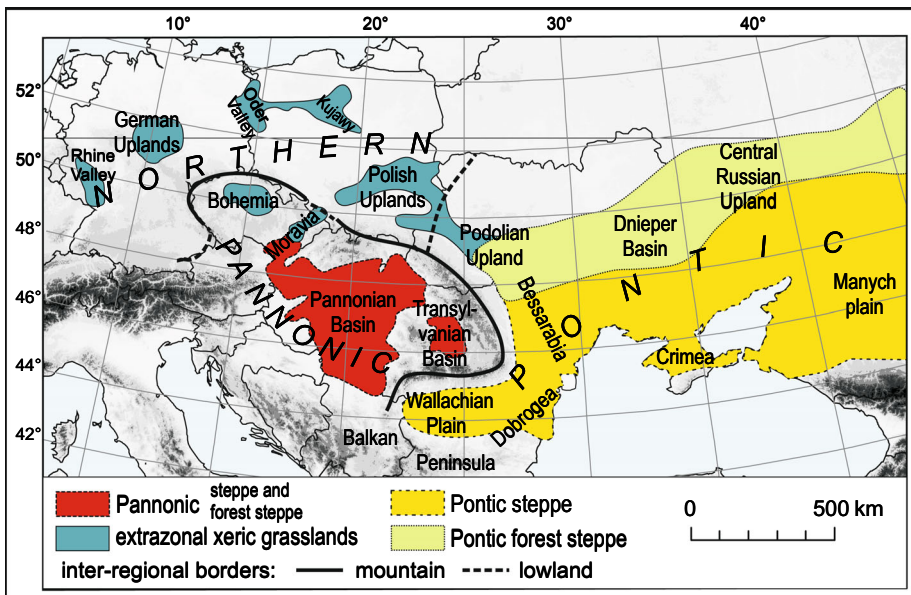 10° 20° 30° 40°
52°
50°
48°
46°
44°
42°
Oder
Valley
Kujawy
German
Uplands
Rhine
Valley
NORTHERN
Polish
Uplands
Bohemia
Moravia
Podolian
Upland
Central
Russian
Upland
Dnieper
Basin
PANNONIC
PONTIC
Pannonian
Basin
Transyl-
vanian
Basin
Bessarabia
Manych
plain
Crimea
Wallachian
Plain
Dobrogea
Balkan
Peninsula
Pannonic steppe and
forest steppe
Pontic steppe
0 500 km
extrazonal xeric grasslands
Pontic forest steppe
inter-regional borders: mountain lowland